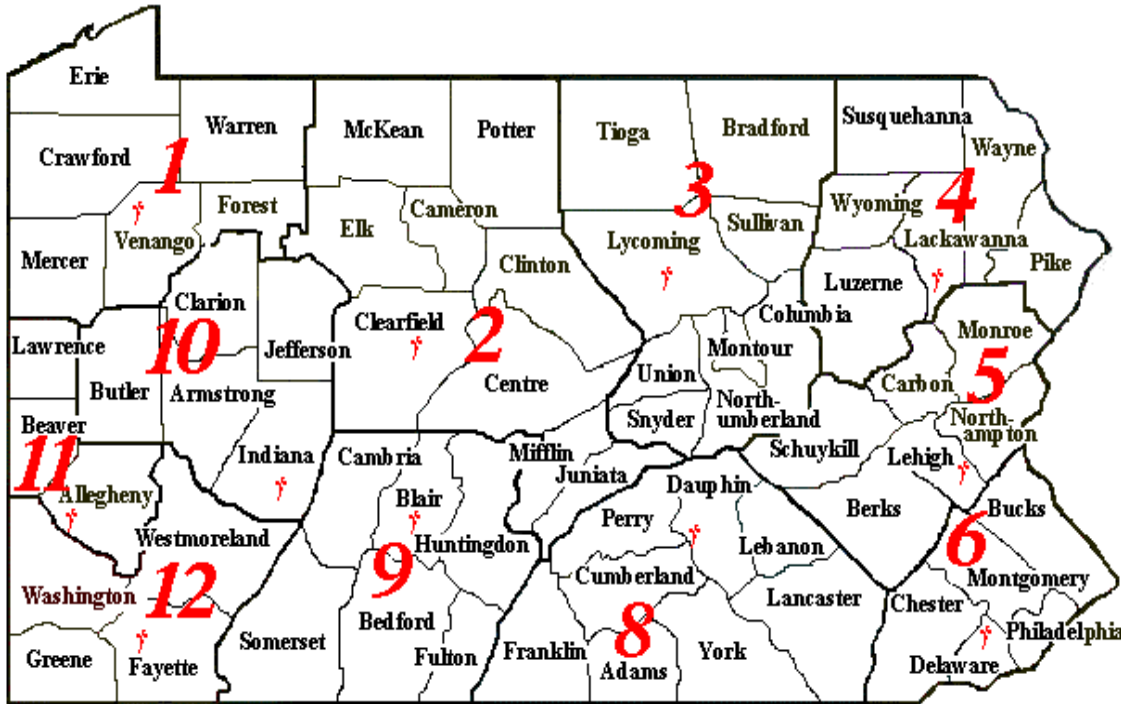 Erie
Warren
McKean
Potter
Tioga
Bradford
Susquehanna
Wayne
Crawford
1
3
4
Forest
Cameron
Wyoming
Venango
Elk
Sullivan
Lycoming
Lackawanna
Mercer
Clinton
Pike
Clarion
Luzerne
Columbia
Clearfield
10
2
Monroe
Lawrence
Jefferson
Montour
5
Butler
Armstrong
Centre
Union
Carbon
North-
umberland
Snyder
North-
ampton
Beaver
11
Mifflin
Schuykill
Indiana
Cambria
Juniata
Lehigh
Allegheny
Blair
Dauphin
Berks
Bucks
Perry
6
Westmoreland
Huntingdon
Lebanon
9
Cumberland
Montgomery
Washington
12
Lancaster
Chester
Bedford
8
Somerset
Philadelphia
Greene
Fayette
Fulton
Franklin
Adams
York
Delaware